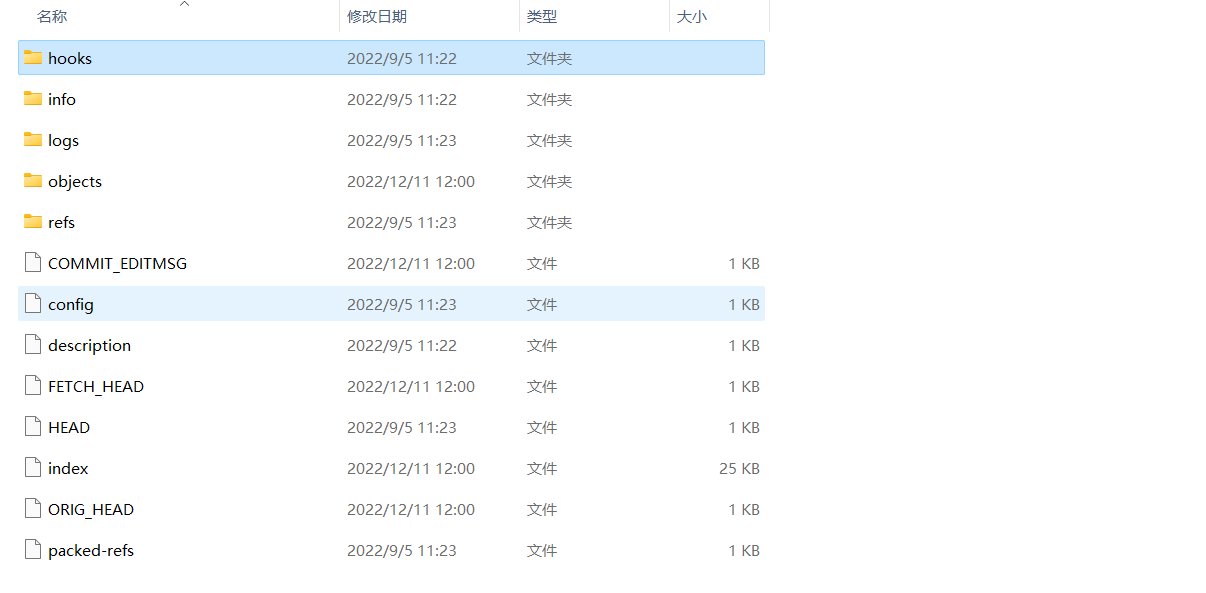 名称 修改日期 类型 大小
hooks 2022/9/5 11:22 文件夹
info 2022/9/5 11:22 文件夹
logs 2022/9/5 11:23 文件夹
objects 2022/12/11 12:00 文件夹
refs 2022/9/5 11:23 文件夹
COMMIT_EDITMSG 2022/12/11 12:00 文件 1 KB
config 2022/9/5 11:23 文件 1 KB
description 2022/9/5 11:22 文件 1 KB
FETCH_HEAD 2022/12/11 12:00 文件 1 KB
HEAD 2022/9/5 11:23 文件 1 KB
index 2022/12/11 12:00 文件 25 KB
ORIG_HEAD 2022/12/11 12:00 文件 1 KB
packed-refs 2022/9/5 11:23 文件 1 KB